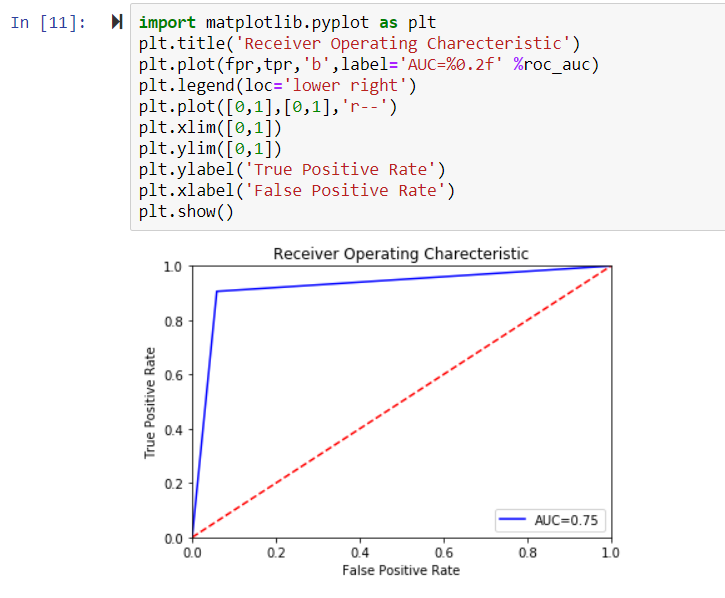 In [11]:
import matplotlib.pyplot as plt
plt.title('Receiver Operating Charecteristic')
plt.plot(fpr,tpr,'b',label='AUC=%0.2f' %roc_auc)
plt.legend(loc='lower right')
plt.plot([0,1],[0,1],'r--')
plt.xlim([0,1])
plt.ylim([0,1])
plt.ylabel('True Positive Rate')
plt.xlabel('False Positive Rate')
plt.show()
Receiver Operating Charecteristic
1.0
0.8
0.6
0.4
0.2
0.0
True Positive Rate
AUC=0.75
0.0 0.2 0.4 0.6 0.8 1.0
False Positive Rate